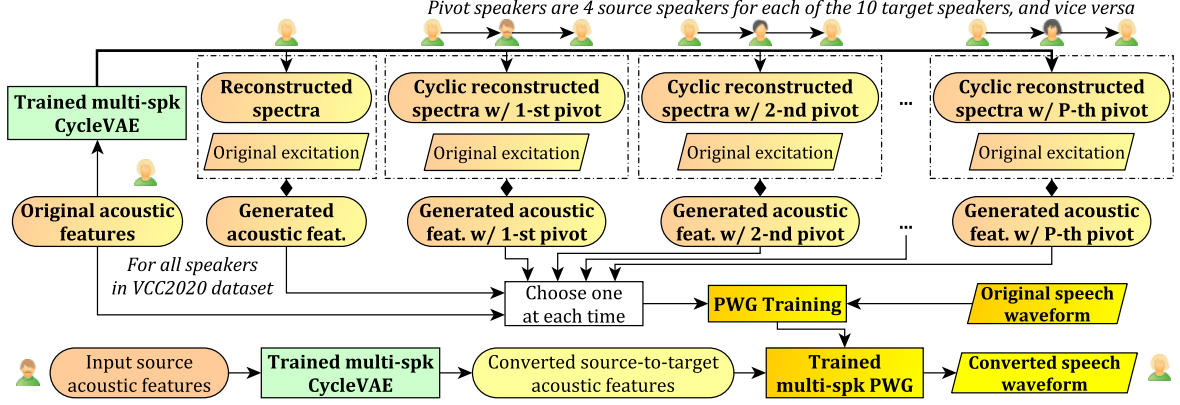 Pivot speakers are 4 source speakers for each of the 10 target speakers, and vice versa
Trained multi-spk
CycleVAE
Reconstructed
spectra
Original excitation
Cyclic reconstructed
spectra w/ 1-st pivot
Original excitation
Cyclic reconstructed
spectra w/ 2-nd pivot
Original excitation
...
Cyclic reconstructed
spectra w/ P-th pivot
Original excitation
Original acoustic
features
Generated
acoustic feat.
Generated acoustic
feat. w/ 1-st pivot
Generated acoustic
feat. w/ 2-nd pivot
...
Generated acoustic
feat. w/ P-th pivot
For all speakers
in VCC2020 dataset
Choose one
at each time
PWG Training
Original speech
waveform
Input source
acoustic features
Trained multi-spk
CycleVAE
Converted source-to-target
acoustic features
Trained
multi-spk PWG
Converted speech
waveform